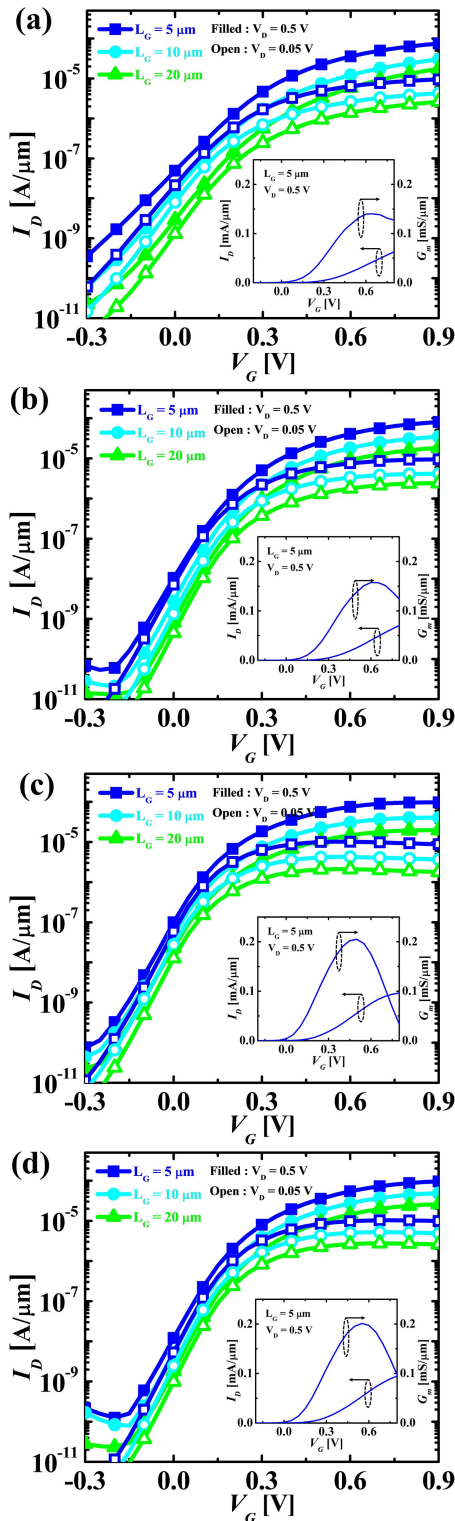 (a)
L_G = 5 μm Filled : V_D = 0.5 V
L_G = 10 μm Open : V_D = 0.05 V
L_G = 20 μm
10^-5
10^-7
10^-9
10^-11
I_D [A/μm]
-0.3 0.0 0.3 0.6 0.9
V_G [V]
L_G = 5 μm
V_D = 0.5 V
0.2 0.2
0.1 0.1
0.0 0.0
I_D [mA/μm]
G_m [mS/μm]
0.0 0.3 0.6
V_G [V]
(b)
L_G = 5 μm Filled : V_D = 0.5 V
L_G = 10 μm Open : V_D = 0.05 V
L_G = 20 μm
10^-5
10^-7
10^-9
10^-11
I_D [A/μm]
-0.3 0.0 0.3 0.6 0.9
V_G [V]
L_G = 5 μm
V_D = 0.5 V
0.2 0.2
0.1 0.1
0.0 0.0
I_D [mA/μm]
G_m [mS/μm]
0.0 0.3 0.6
V_G [V]
(c)
L_G = 5 μm Filled : V_D = 0.5 V
L_G = 10 μm Open : V_D = 0.05 V
L_G = 20 μm
10^-5
10^-7
10^-9
10^-11
I_D [A/μm]
-0.3 0.0 0.3 0.6 0.9
V_G [V]
L_G = 5 μm
V_D = 0.5 V
0.2 0.2
0.1 0.1
0.0 0.0
I_D [mA/μm]
G_m [mS/μm]
0.0 0.3 0.6
V_G [V]
(d)
L_G = 5 μm Filled : V_D = 0.5 V
L_G = 10 μm Open : V_D = 0.05 V
L_G = 20 μm
10^-5
10^-7
10^-9
10^-11
I_D [A/μm]
-0.3 0.0 0.3 0.6 0.9
V_G [V]
L_G = 5 μm
V_D = 0.5 V
0.2 0.2
0.1 0.1
0.0 0.0
I_D [mA/μm]
G_m [mS/μm]
0.0 0.3 0.6
V_G [V]